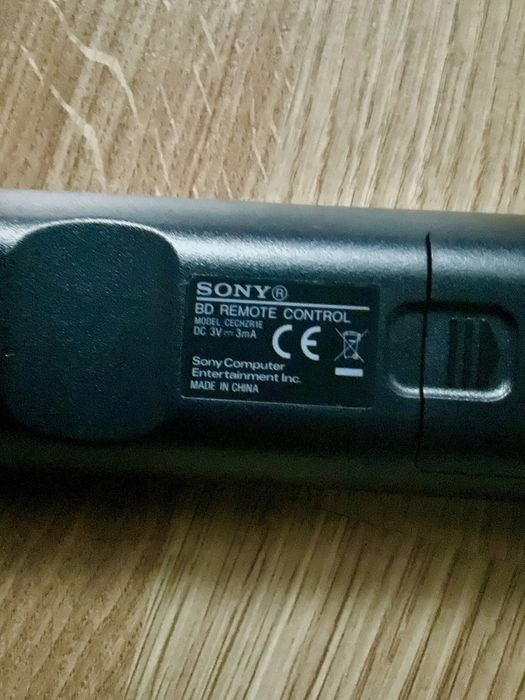 SONY®
BD REMOTE CONTROL
MODEL CECHZR1E
DC 3V⎓3mA
CE
Sony Computer
Entertainment Inc.
MADE IN CHINA